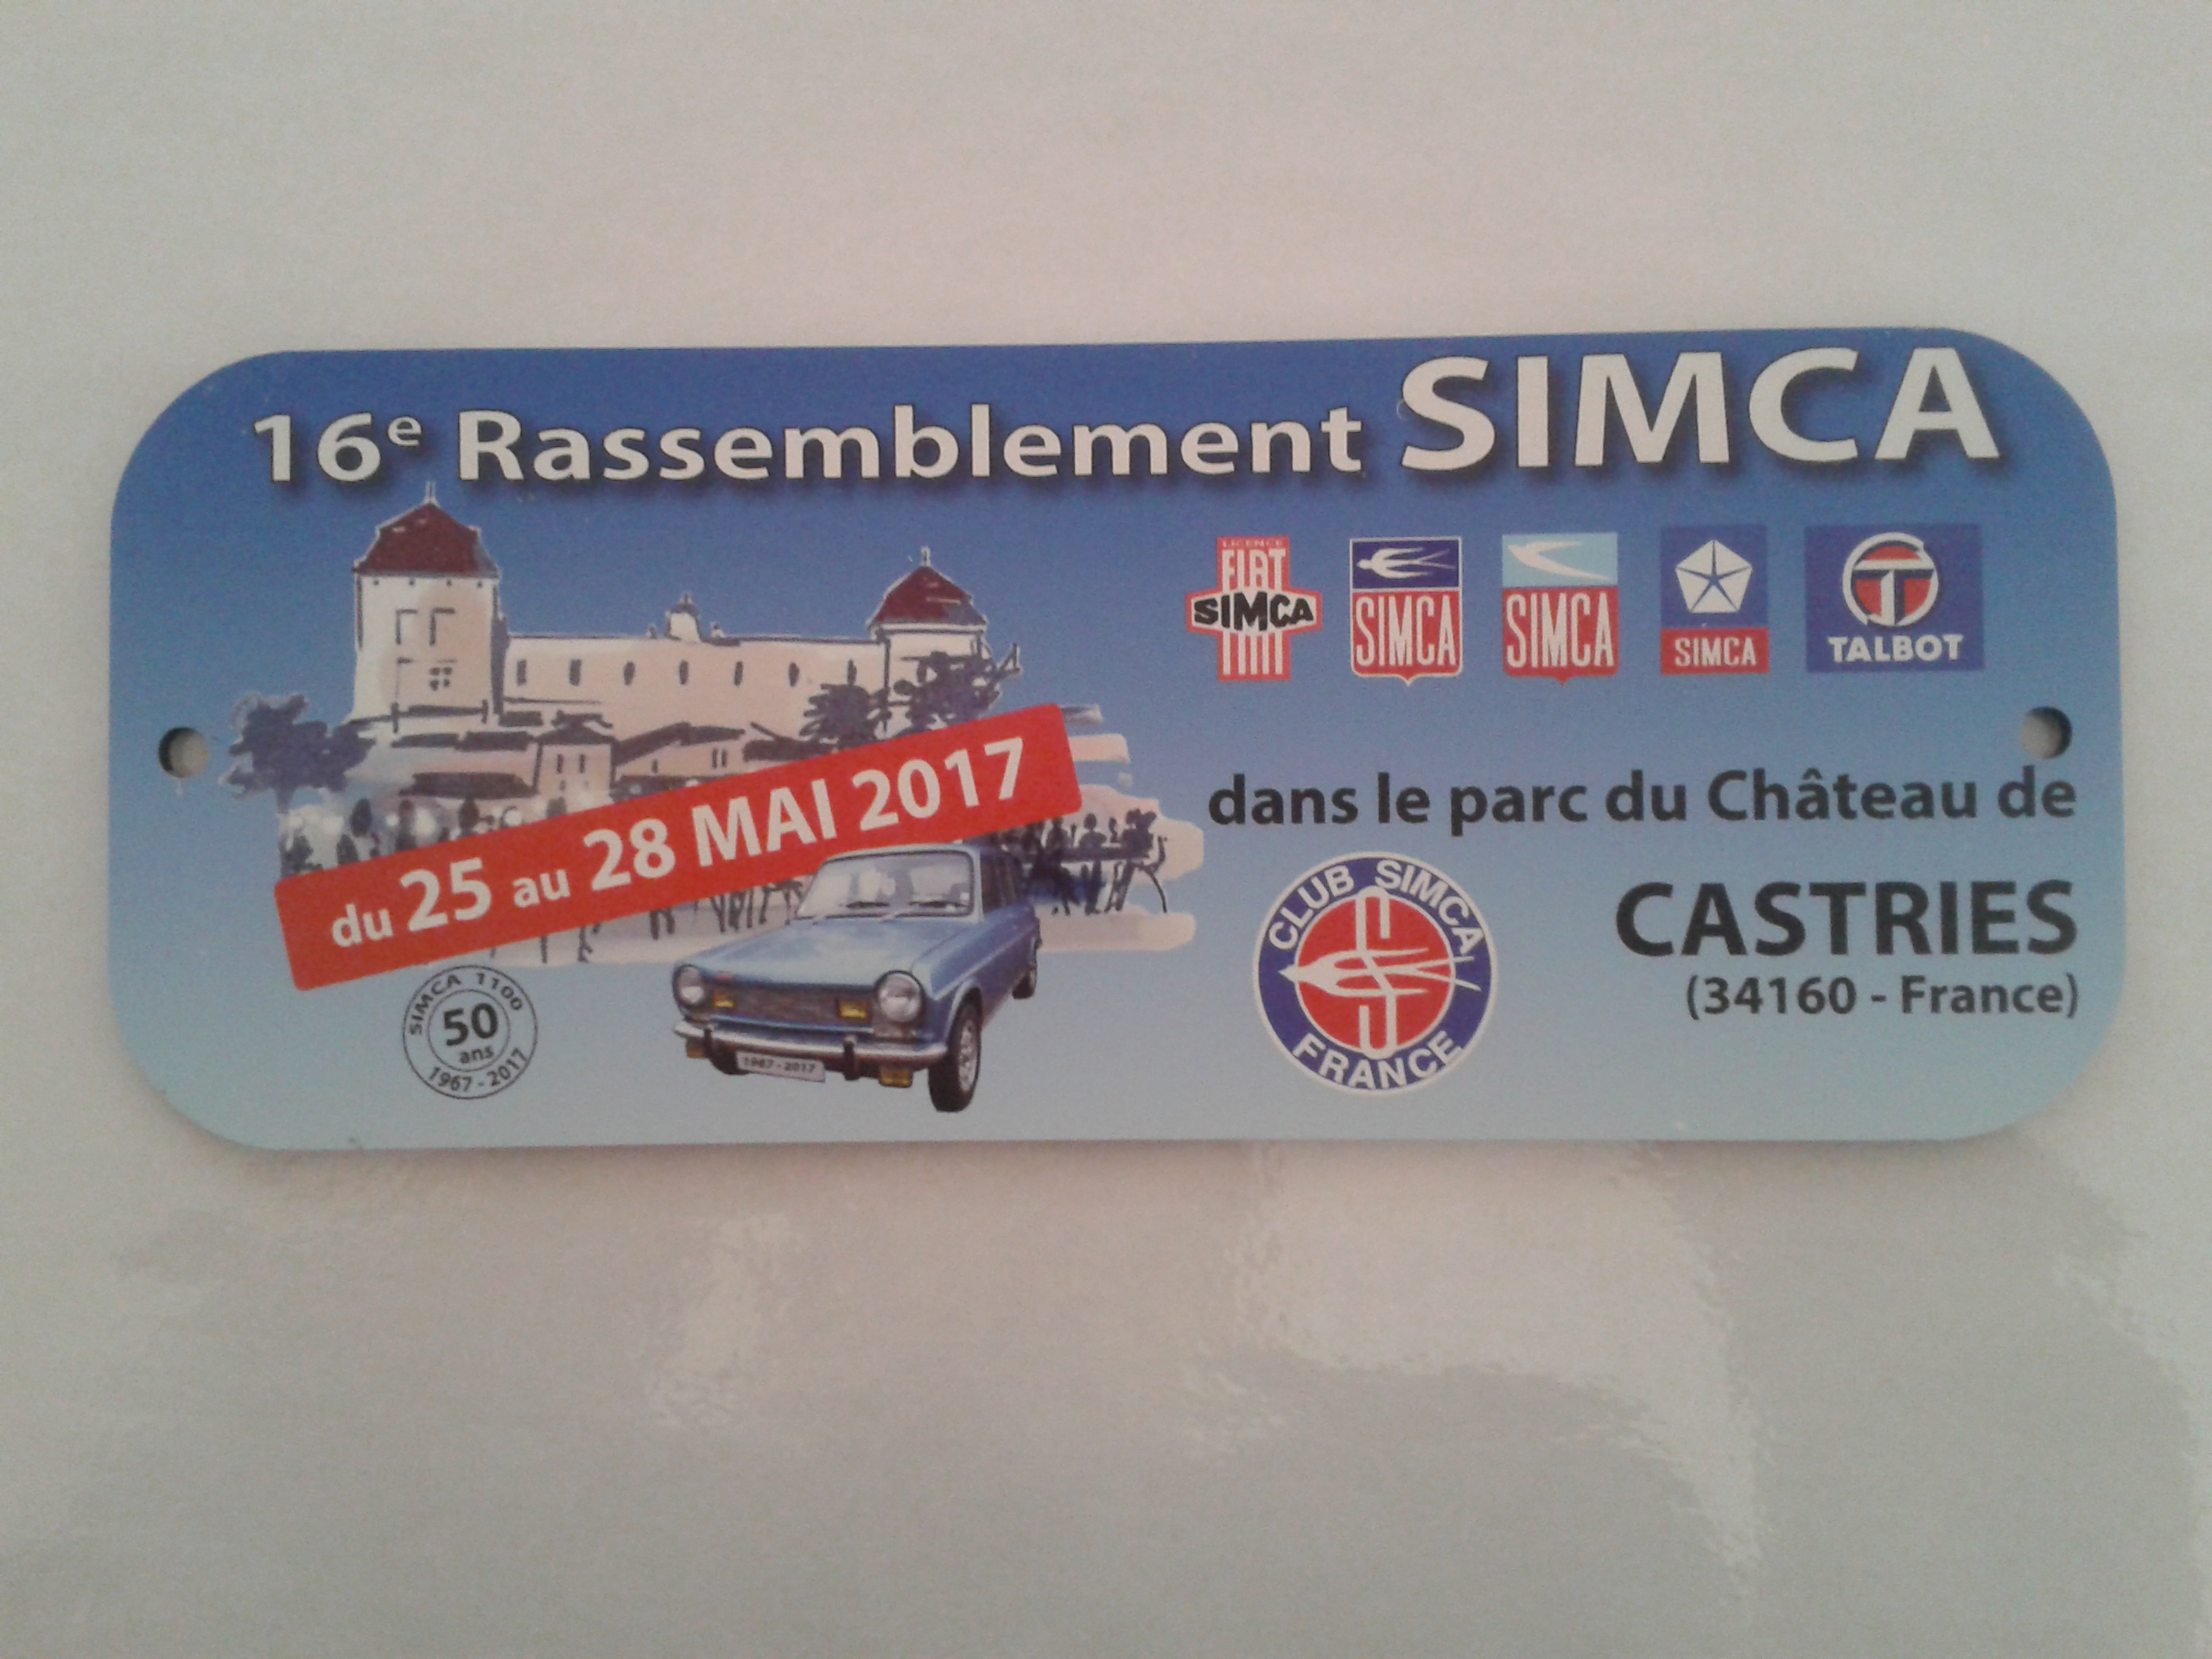 16e Rassemblement SIMCA
LICENCE
FIAT
SIMCA
SIMCA
SIMCA
SIMCA
TALBOT
du 25 au 28 MAI 2017
dans le parc du Château de
CASTRIES
(34160 - France)
SIMCA 1100
50
ans
1967 - 2017
1967 - 2017
CLUB SIMCA
FRANCE